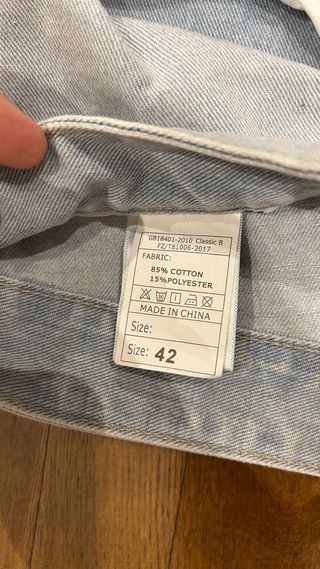 GB18401-2010 Classic B
FZ/T81006-2017
FABRIC:
85% COTTON
15%POLYESTER
MADE IN CHINA
Size:
Size: 42